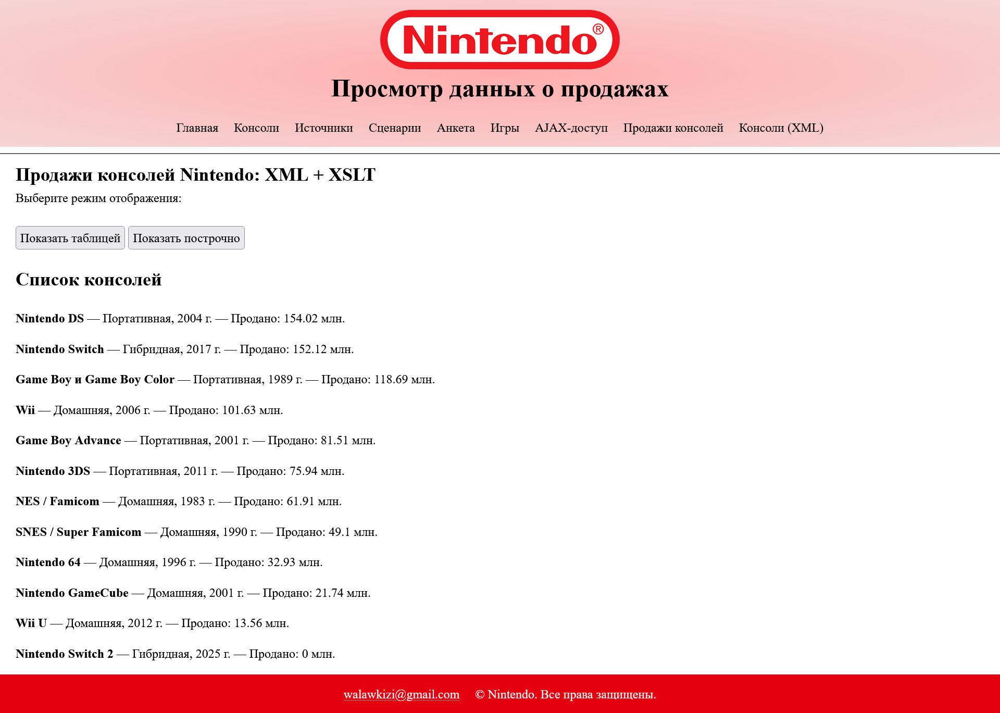 Nintendo®
Просмотр данных о продажах
Главная Консоли Источники Сценарии Анкета Игры AJAX-доступ Продажи консолей Консоли (XML)
Продажи консолей Nintendo: XML + XSLT
Выберите режим отображения:
Показать таблицей Показать построчно
Список консолей
Nintendo DS — Портативная, 2004 г. — Продано: 154.02 млн.
Nintendo Switch — Гибридная, 2017 г. — Продано: 152.12 млн.
Game Boy и Game Boy Color — Портативная, 1989 г. — Продано: 118.69 млн.
Wii — Домашняя, 2006 г. — Продано: 101.63 млн.
Game Boy Advance — Портативная, 2001 г. — Продано: 81.51 млн.
Nintendo 3DS — Портативная, 2011 г. — Продано: 75.94 млн.
NES / Famicom — Домашняя, 1983 г. — Продано: 61.91 млн.
SNES / Super Famicom — Домашняя, 1990 г. — Продано: 49.1 млн.
Nintendo 64 — Домашняя, 1996 г. — Продано: 32.93 млн.
Nintendo GameCube — Домашняя, 2001 г. — Продано: 21.74 млн.
Wii U — Домашняя, 2012 г. — Продано: 13.56 млн.
Nintendo Switch 2 — Гибридная, 2025 г. — Продано: 0 млн.
walawkizi@gmail.com © Nintendo. Все права защищены.